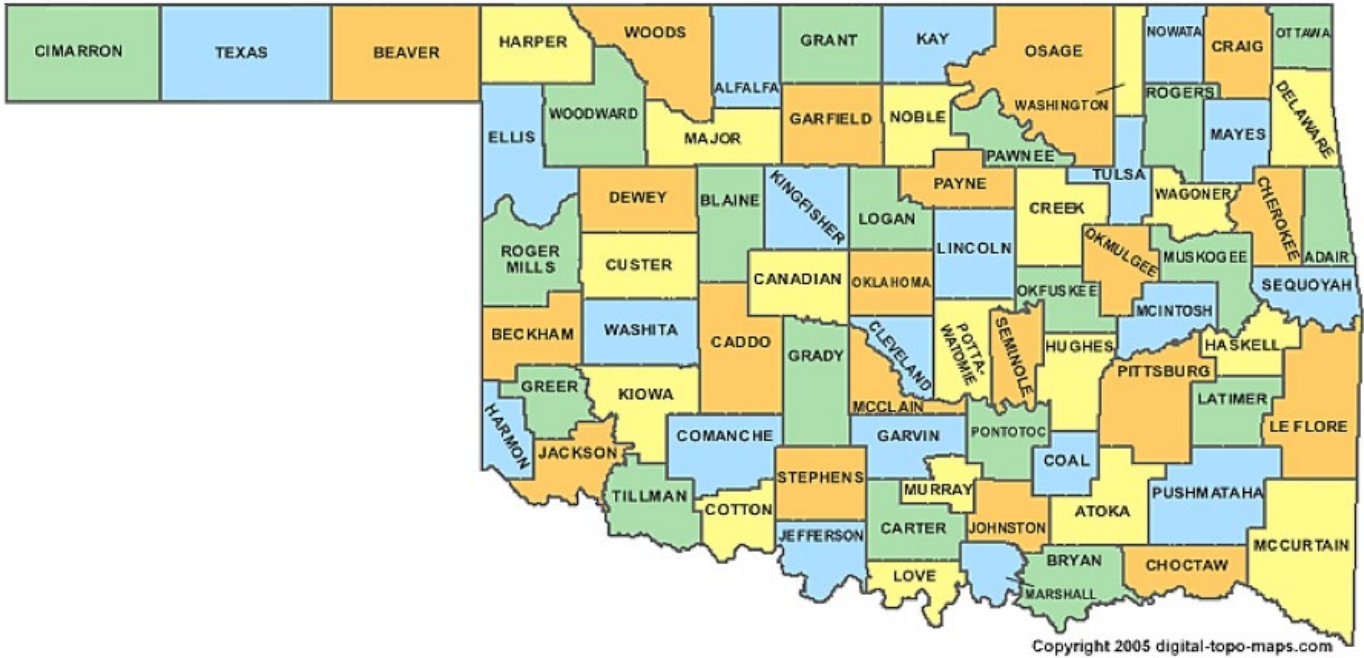 CIMARRON
TEXAS
BEAVER
HARPER
WOODS
ALFALFA
GRANT
KAY
OSAGE
WASHINGTON
NOWATA
CRAIG
OTTAWA
ELLIS
WOODWARD
MAJOR
GARFIELD
NOBLE
PAWNEE
ROGERS
MAYES
DELAWARE
DEWEY
BLAINE
KINGFISHER
LOGAN
PAYNE
CREEK
TULSA
WAGONER
CHEROKEE
ADAIR
ROGER
MILLS
CUSTER
CANADIAN
OKLAHOMA
LINCOLN
OKFUSKEE
OKMULGEE
MUSKOGEE
SEQUOYAH
BECKHAM
WASHITA
CADDO
GRADY
CLEVELAND
POTTA-
WATOMIE
SEMINOLE
HUGHES
MCINTOSH
HASKELL
PITTSBURG
LATIMER
LE FLORE
HARMON
GREER
KIOWA
MCCLAIN
JACKSON
COMANCHE
GARVIN
PONTOTOC
COAL
TILLMAN
COTTON
STEPHENS
MURRAY
ATOKA
PUSHMATAHA
JEFFERSON
CARTER
JOHNSTON
MCCURTAIN
LOVE
MARSHALL
BRYAN
CHOCTAW
Copyright 2005 digital-topo-maps.com